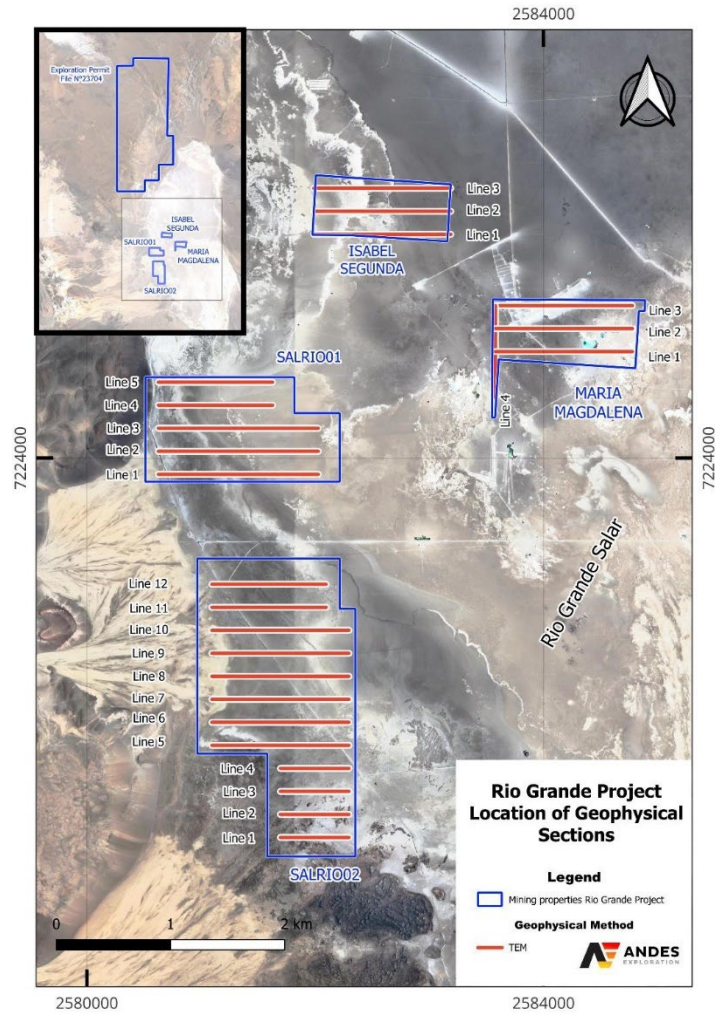 2584000
Exploration Permit
File N°23704
ISABEL
SEGUNDA
SALRIO01
MARIA
MAGDALENA
SALRIO02
Line 3
Line 2
Line 1
ISABEL
SEGUNDA
Line 3
Line 2
Line 1
Line 4
MARIA
MAGDALENA
SALRIO01
Line 5
Line 4
Line 3
Line 2
Line 1
7224000
7224000
Rio Grande Salar
Line 12
Line 11
Line 10
Line 9
Line 8
Line 7
Line 6
Line 5
Line 4
Line 3
Line 2
Line 1
SALRIO02
0 1 2 km
Rio Grande Project
Location of Geophysical
Sections
Legend
Mining properties Rio Grande Project
Geophysical Method
TEM
ANDES
EXPLORATION
2580000
2584000